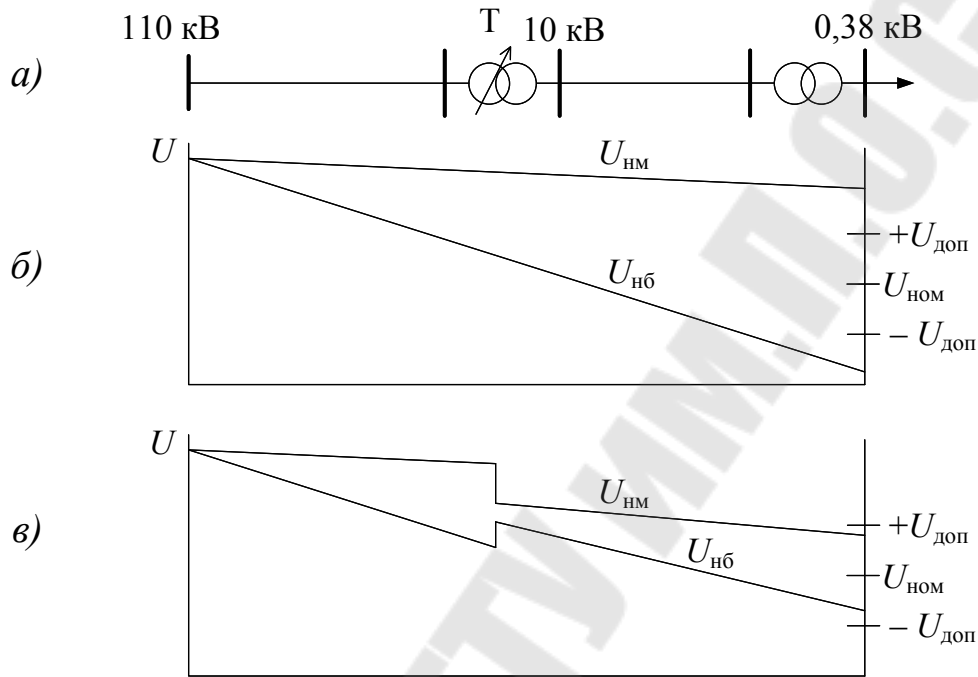 110 кВ
Т
10 кВ
0,38 кВ
а)
U
Uнм
+Uдоп
б)
Uнб
Uном
– Uдоп
U
Uнм
+Uдоп
в)
Uнб
Uном
– Uдоп